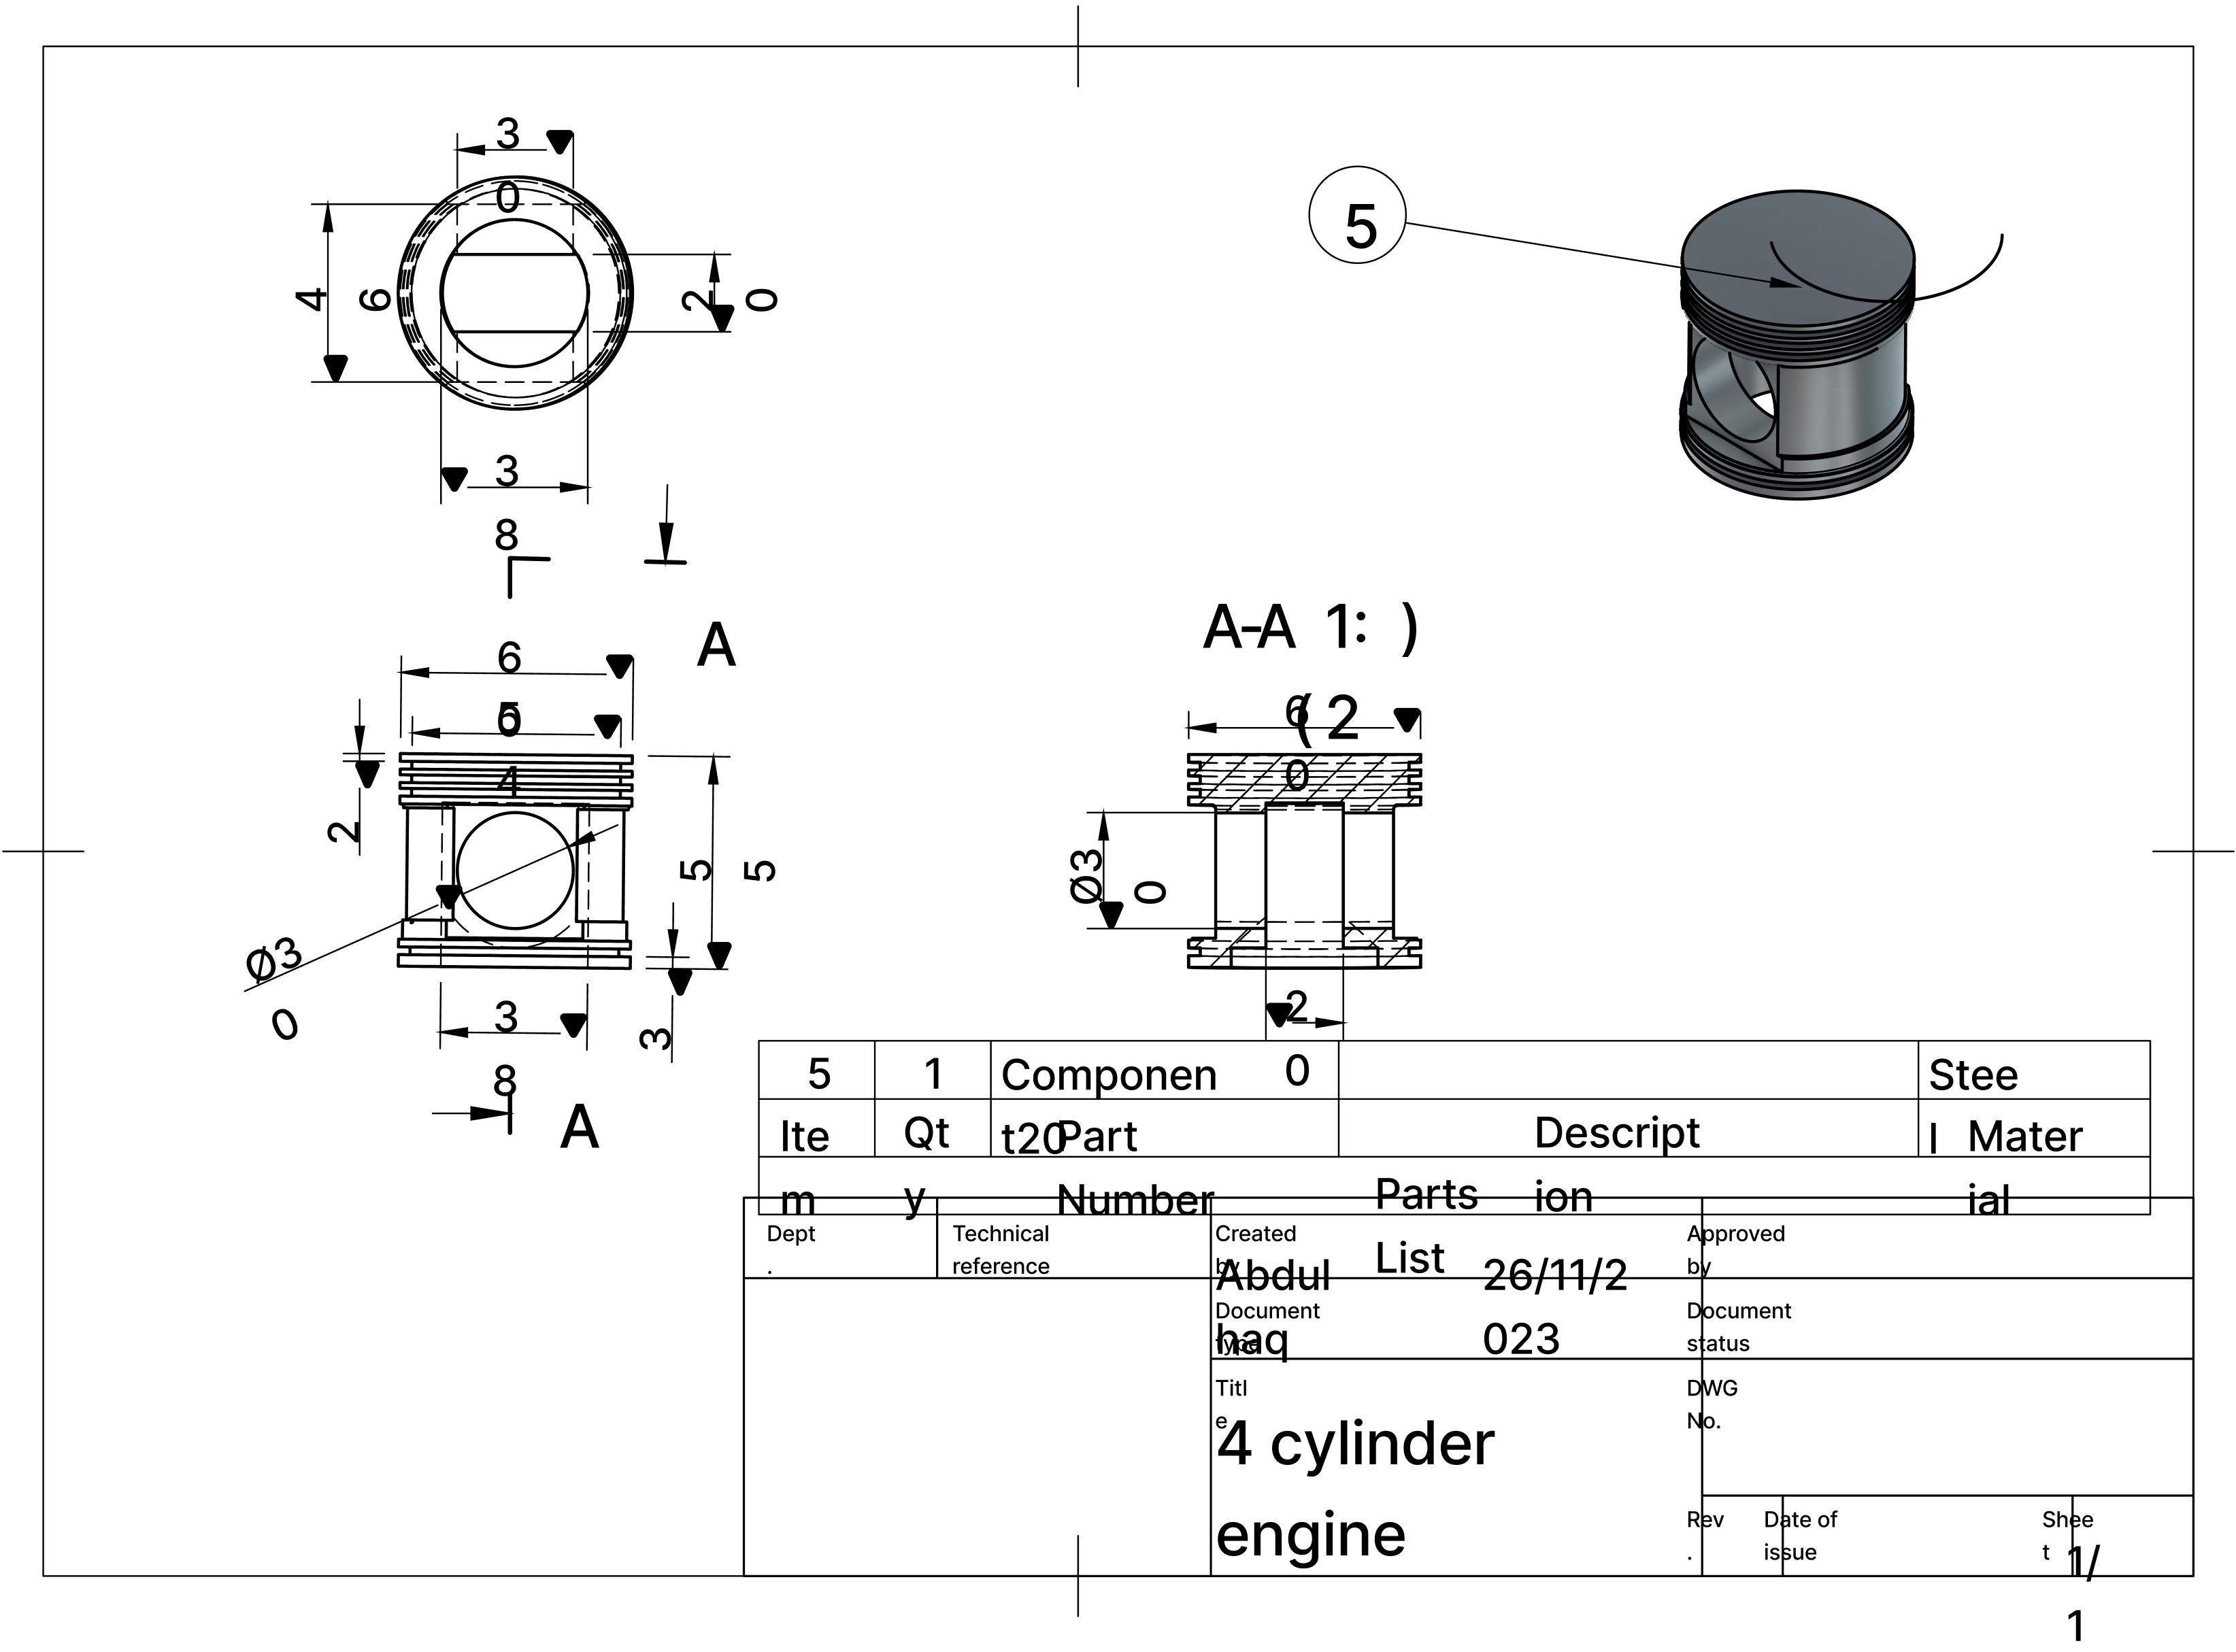 3
0
4
6
2
0
3
8
5
A
A-A 1: )
( 2
6
6
0
5
4
0
2
5
5
Ø3
0
Ø3
0
3
8
3
2
0
A
5 1 Componen Stee
t20 l
Ite Qt Part Descript Mater
m y Number ion ial
Parts
List
Dept
.
Technical
reference
Created
by
Abdul
haq
26/11/2
023
Approved
by
Document
type
Document
status
Titl
e
4 cylinder
engine
DWG
No.
Rev
.
Date of
issue
Shee
t
1/
1